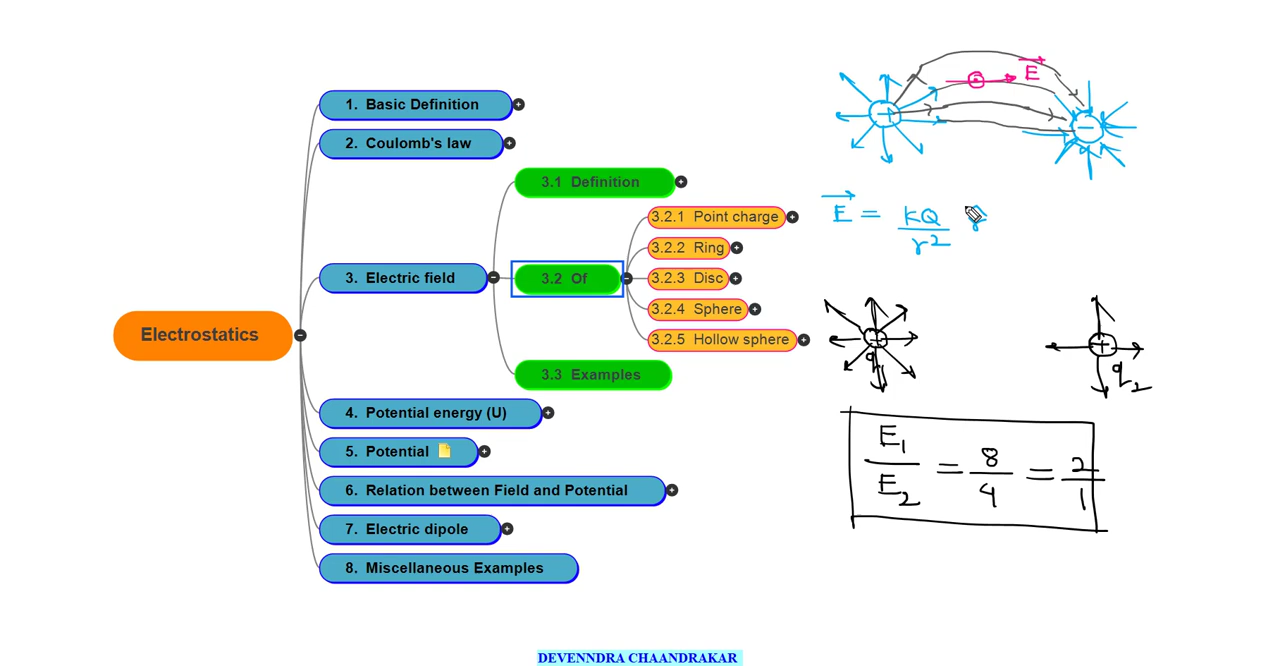 Electrostatics
1. Basic Definition
2. Coulomb's law
3. Electric field
3.1 Definition
3.2 Of
3.2.1 Point charge
3.2.2 Ring
3.2.3 Disc
3.2.4 Sphere
3.2.5 Hollow sphere
3.3 Examples
4. Potential energy (U)
5. Potential
6. Relation between Field and Potential
7. Electric dipole
8. Miscellaneous Examples
+ E −
E = kQ / r²
+ +
q₂
E₁ / E₂ = 8 / 4 = 2 / 1
DEVENNDRA CHAANDRAKAR